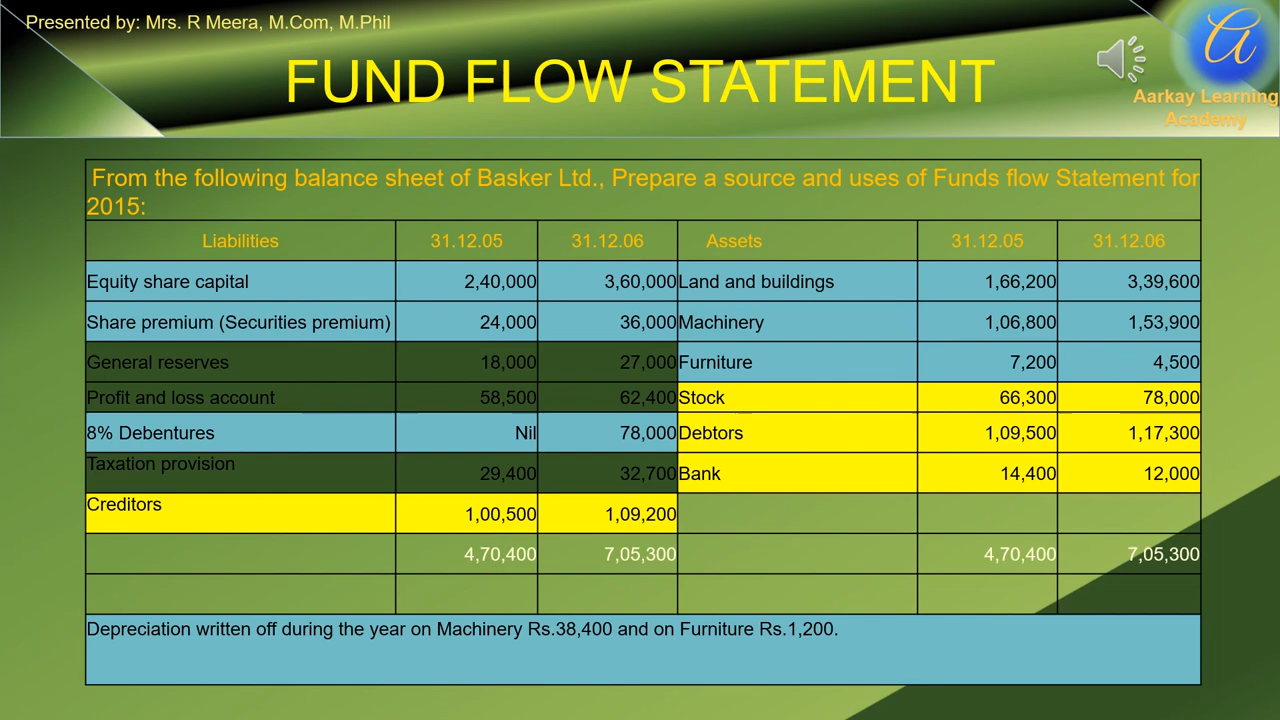 Presented by: Mrs. R Meera, M.Com, M.Phil
FUND FLOW STATEMENT
a
Aarkay Learning
Academy
From the following balance sheet of Basker Ltd., Prepare a source and uses of Funds flow Statement for
2015:
Liabilities 31.12.05 31.12.06 Assets 31.12.05 31.12.06
Equity share capital 2,40,000 3,60,000 Land and buildings 1,66,200 3,39,600
Share premium (Securities premium) 24,000 36,000 Machinery 1,06,800 1,53,900
General reserves 18,000 27,000 Furniture 7,200 4,500
Profit and loss account 58,500 62,400 Stock 66,300 78,000
8% Debentures Nil 78,000 Debtors 1,09,500 1,17,300
Taxation provision 29,400 32,700 Bank 14,400 12,000
Creditors 1,00,500 1,09,200
4,70,400 7,05,300 4,70,400 7,05,300
Depreciation written off during the year on Machinery Rs.38,400 and on Furniture Rs.1,200.